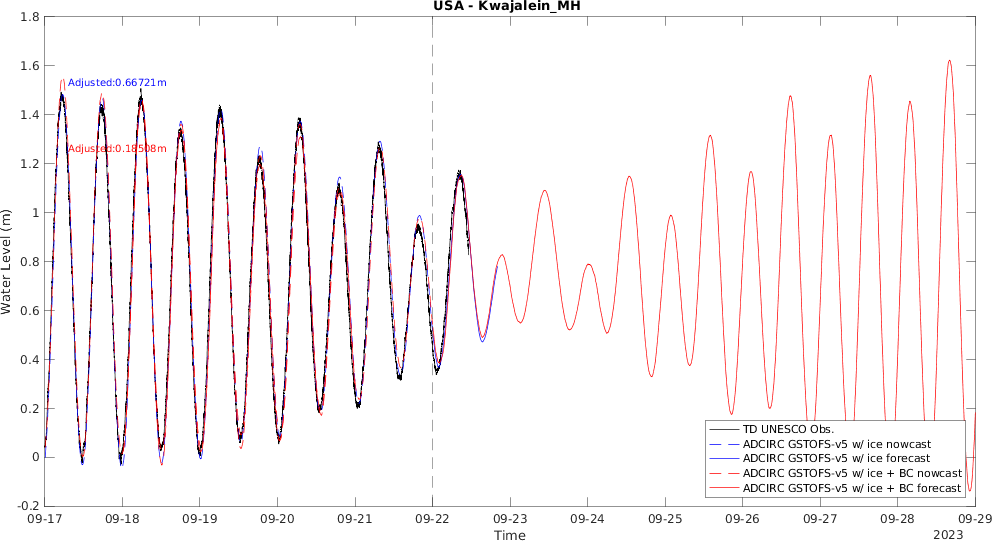 USA - Kwajalein_MH
1.8
1.6
1.4
1.2
1
0.8
0.6
0.4
0.2
0
-0.2
Water Level (m)
Adjusted:0.66721m
Adjusted:0.18508m
TD UNESCO Obs.
ADCIRC GSTOFS-v5 w/ ice nowcast
ADCIRC GSTOFS-v5 w/ ice forecast
ADCIRC GSTOFS-v5 w/ ice + BC nowcast
ADCIRC GSTOFS-v5 w/ ice + BC forecast
09-17 09-18 09-19 09-20 09-21 09-22 09-23 09-24 09-25 09-26 09-27 09-28 09-29
Time
2023